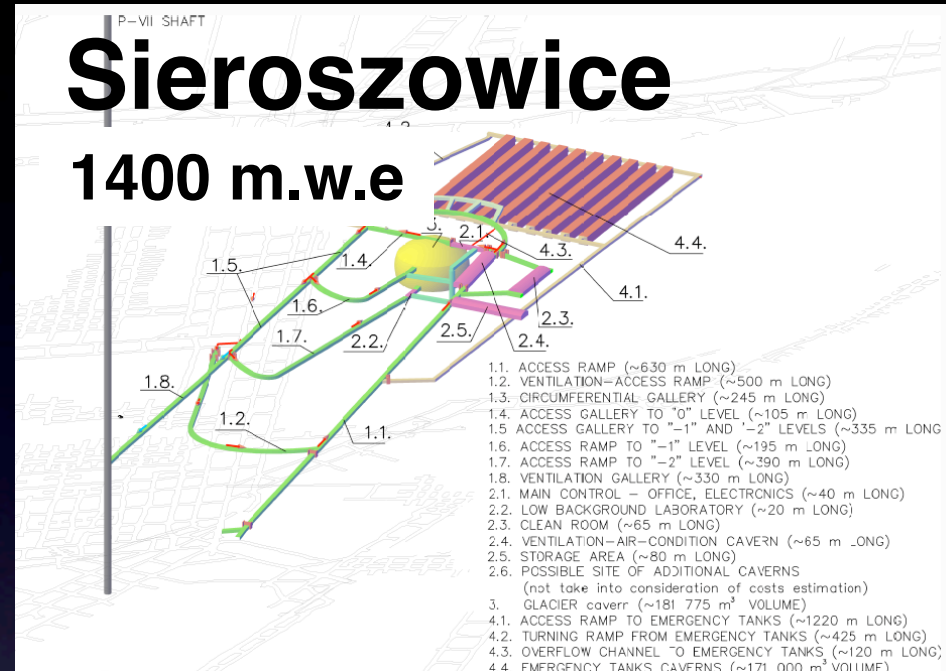 P-VII SHAFT
Sieroszowice
1400 m.w.e
3.
2.1.
4.3.
4.4.
1.5.
1.4.
4.1.
1.6.
2.3.
1.7.
2.2.
2.5.
2.4.
1.8.
1.2.
1.1.
1.1. ACCESS RAMP (~630 m LONG)
1.2. VENTILATION-ACCESS RAMP (~500 m LONG)
1.3. CIRCUMFERENTIAL GALLERY (~245 m LONG)
1.4. ACCESS GALLERY TO "0" LEVEL (~105 m LONG)
1.5 ACCESS GALLERY TO "-1" AND '-2" LEVELS (~335 m LONG
1.6. ACCESS RAMP TO "-1" LEVEL (~195 m LONG)
1.7. ACCESS RAMP TO "-2" LEVEL (~390 m LONG)
1.8. VENTILATION GALLERY (~330 m LONG)
2.1. MAIN CONTROL - OFFICE, ELECTRCNICS (~40 m LONG)
2.2. LOW BACKGROUND LABORATORY (~20 m LONG)
2.3. CLEAN ROOM (~65 m LONG)
2.4. VENTILATION-AIR-CONDITION CAVERN (~65 m LONG)
2.5. STORAGE AREA (~80 m LONG)
2.6. POSSIBLE SITE OF ADDITIONAL CAVERNS
(not take into consideration of costs estimation)
3. GLACIER cavern (~181 775 m³ VOLUME)
4.1. ACCESS RAMP TO EMERGENCY TANKS (~1220 m LONG)
4.2. TURNING RAMP FROM EMERGENCY TANKS (~425 m LONG)
4.3. OVERFLOW CHANNEL TO EMERGENCY TANKS (~120 m LONG)
4.4. EMERGENCY TANKS CAVERNS (~171 000 m³ VOLUME)